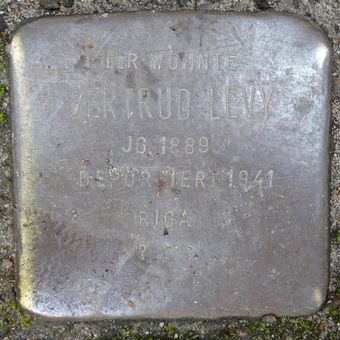 HIER WOHNTE
GERTRUD LEVY
JG. 1889
DEPORTIERT 1941
RIGA